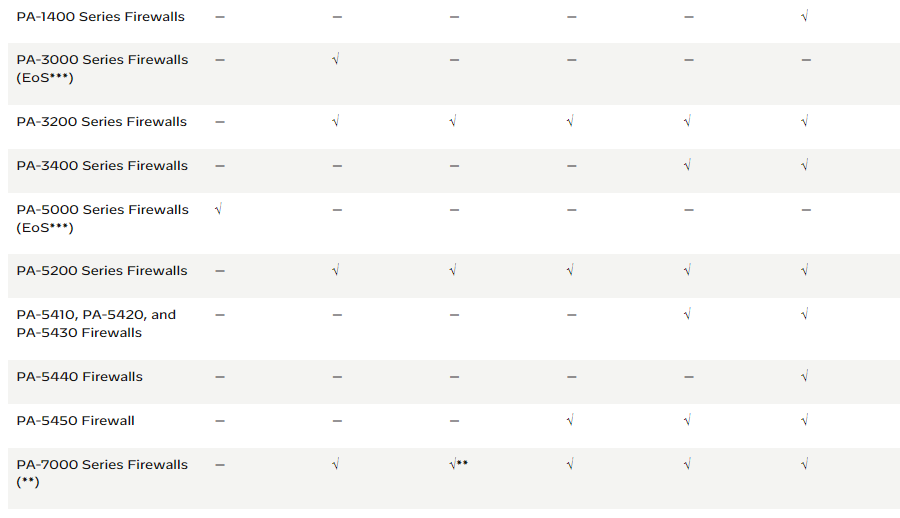 PA-1400 Series Firewalls — — — — — √
PA-3000 Series Firewalls — √ — — — —
(EoS***)
PA-3200 Series Firewalls — √ √ √ √ √
PA-3400 Series Firewalls — — — — √ √
PA-5000 Series Firewalls √ — — — — —
(EoS***)
PA-5200 Series Firewalls — √ √ √ √ √
PA-5410, PA-5420, and — — — — √ √
PA-5430 Firewalls
PA-5440 Firewalls — — — — — √
PA-5450 Firewall — — — √ √ √
PA-7000 Series Firewalls — √ √** √ √ √
(**)